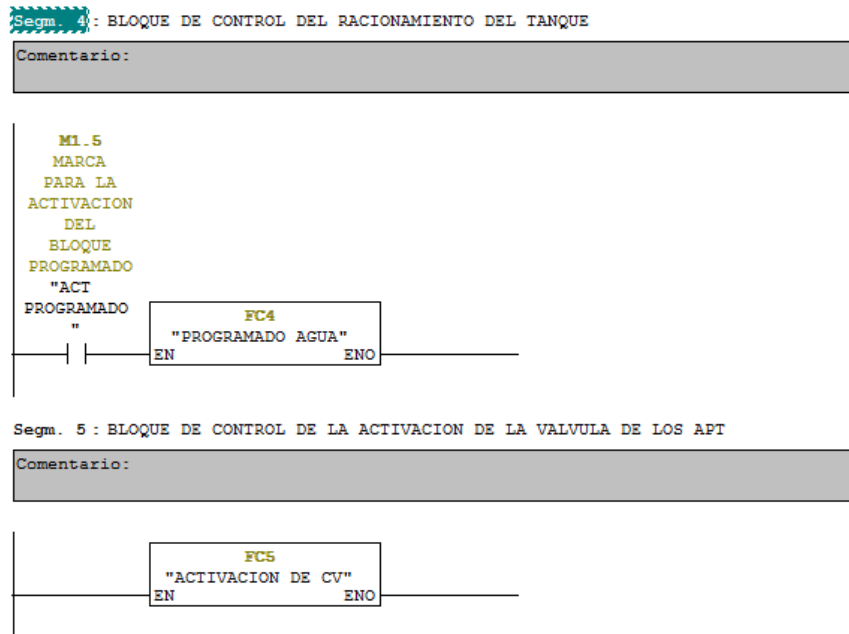 Segm. 4: BLOQUE DE CONTROL DEL RACIONAMIENTO DEL TANQUE
Comentario:
M1.5
MARCA
PARA LA
ACTIVACION
DEL
BLOQUE
PROGRAMADO
"ACT
PROGRAMADO
"
FC4
"PROGRAMADO AGUA"
EN ENO
Segm. 5 : BLOQUE DE CONTROL DE LA ACTIVACION DE LA VALVULA DE LOS APT
Comentario:
FC5
"ACTIVACION DE CV"
EN ENO